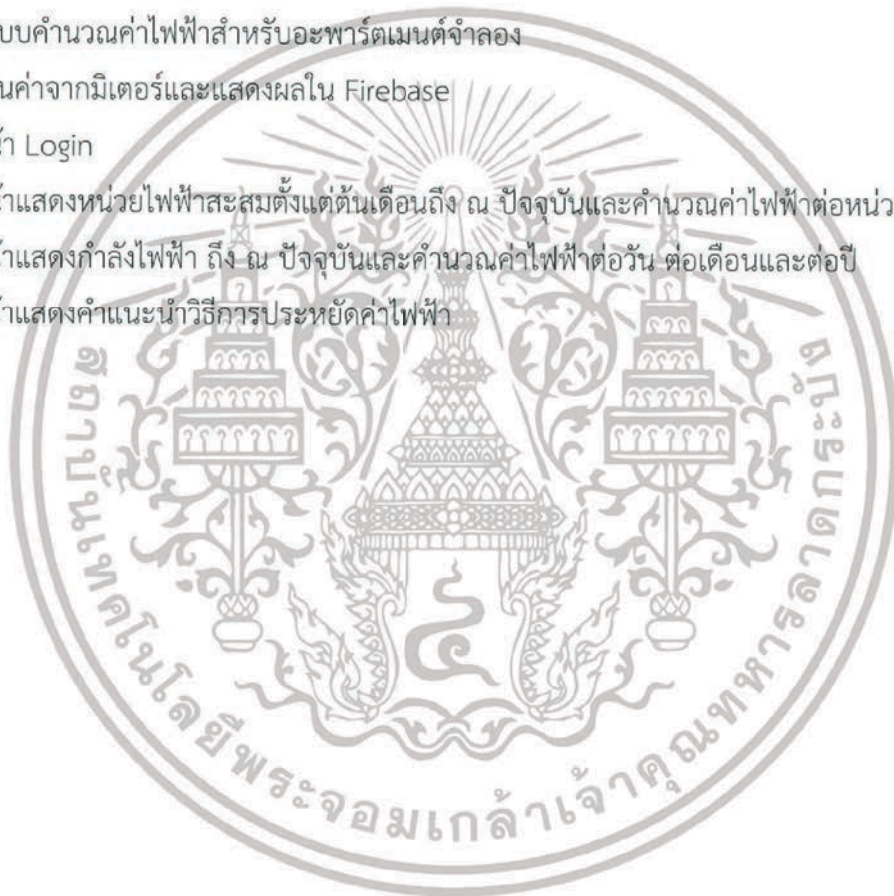 บบคำนวณค่าไฟฟ้าสำหรับอะพาร์ตเมนต์จำลอง
นค่าจากมิเตอร์และแสดงผลใน Firebase
น้า Login
น้าแสดงหน่วยไฟฟ้าสะสมตั้งแต่ต้นเดือนถึง ณ ปัจจุบันและคำนวณค่าไฟฟ้าต่อหน่ว
น้าแสดงกำลังไฟฟ้า ถึง ณ ปัจจุบันและคำนวณค่าไฟฟ้าต่อวัน ต่อเดือนและต่อปี
น้าแสดงคำแนะนำวิธีการประหยัดค่าไฟฟ้า
สถาบันเทคโนโลยีพระจอมเกล้าเจ้าคุณทหารลาดกระบัง